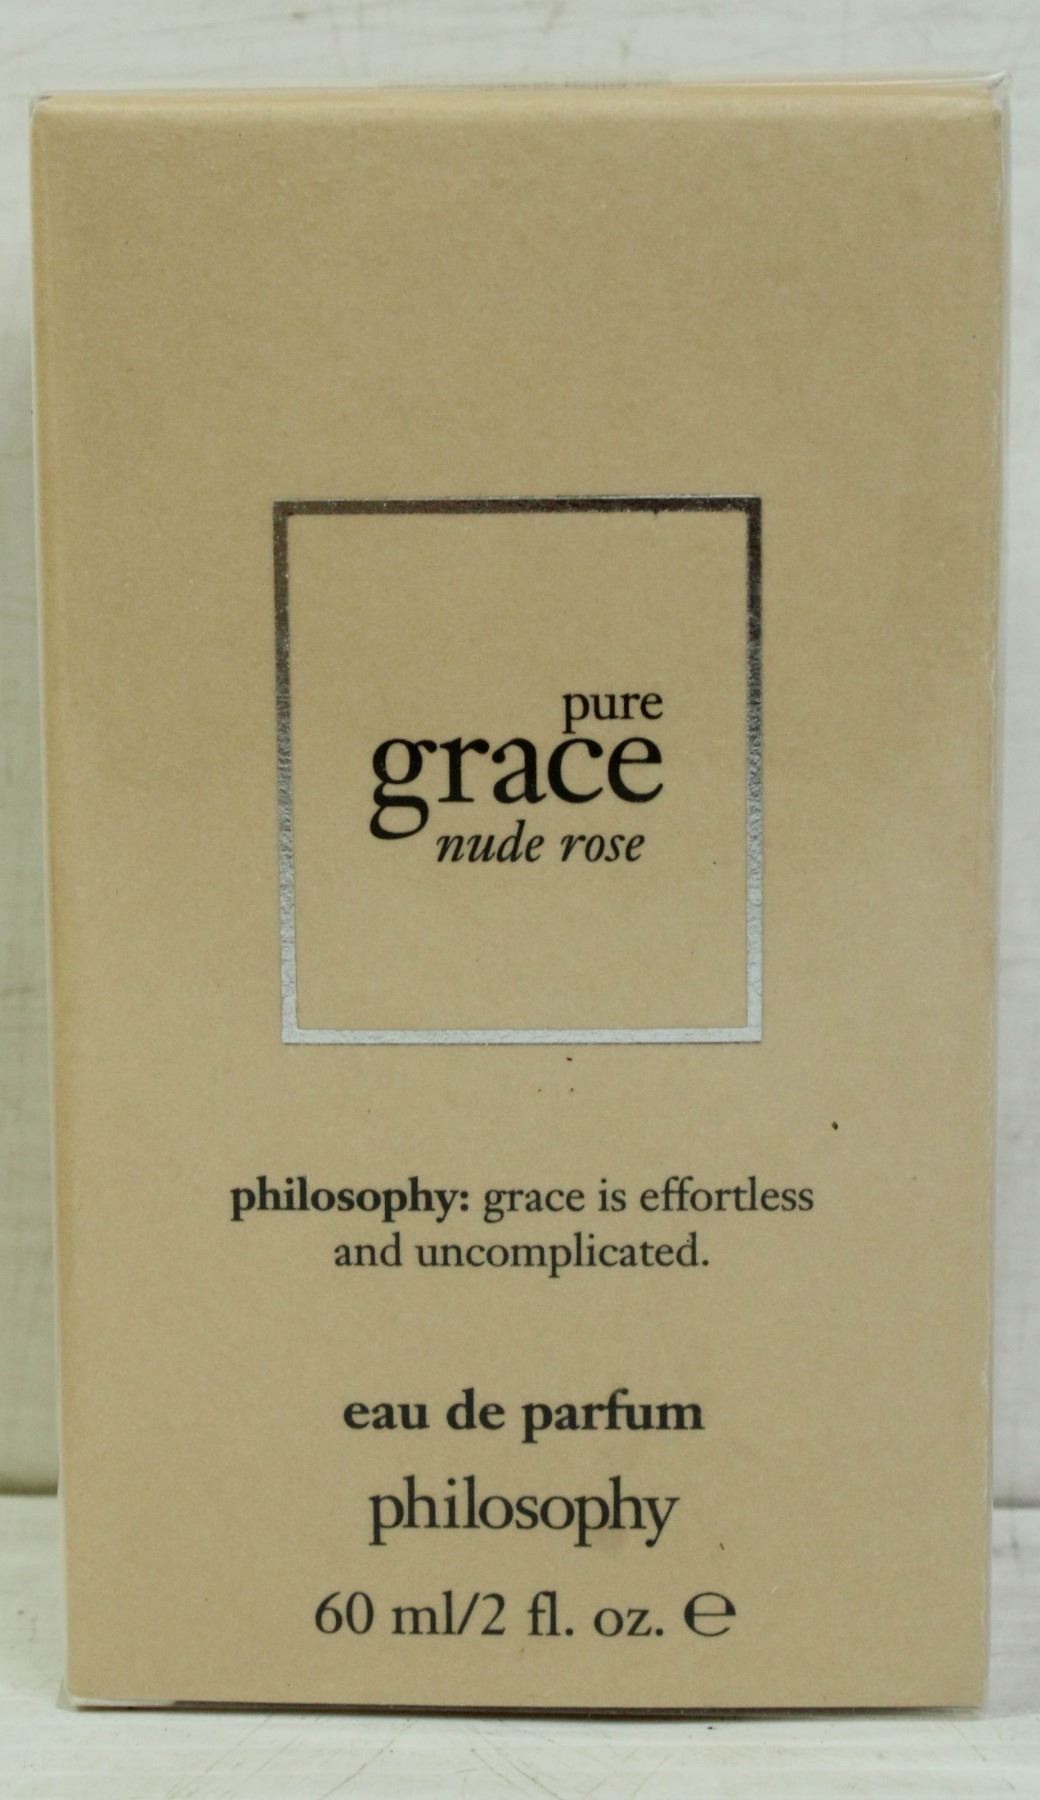 pure
grace
nude rose
philosophy: grace is effortless
and uncomplicated.
eau de parfum
philosophy
60 ml/2 fl. oz. ℮